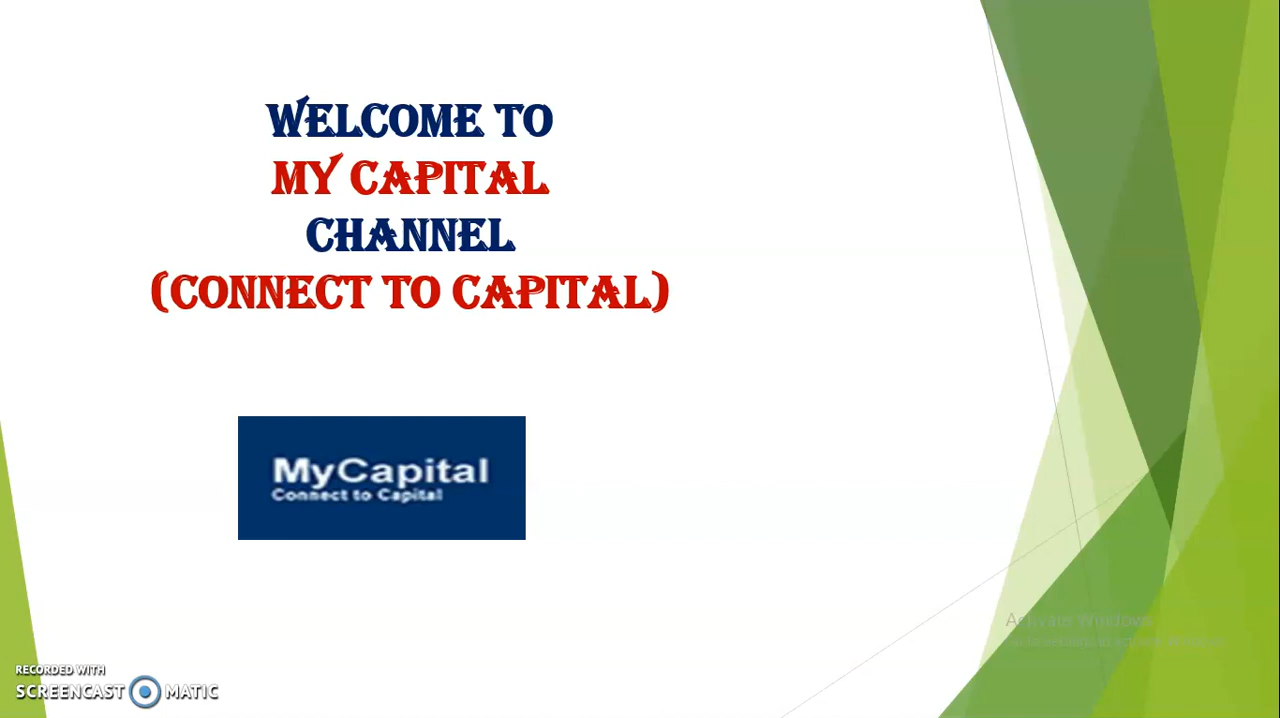 WELCOME TO
MY CAPITAL
CHANNEL
(CONNECT TO CAPITAL)
MyCapital
Connect to Capital
Activate Windows
RECORDED WITH
SCREENCAST MATIC